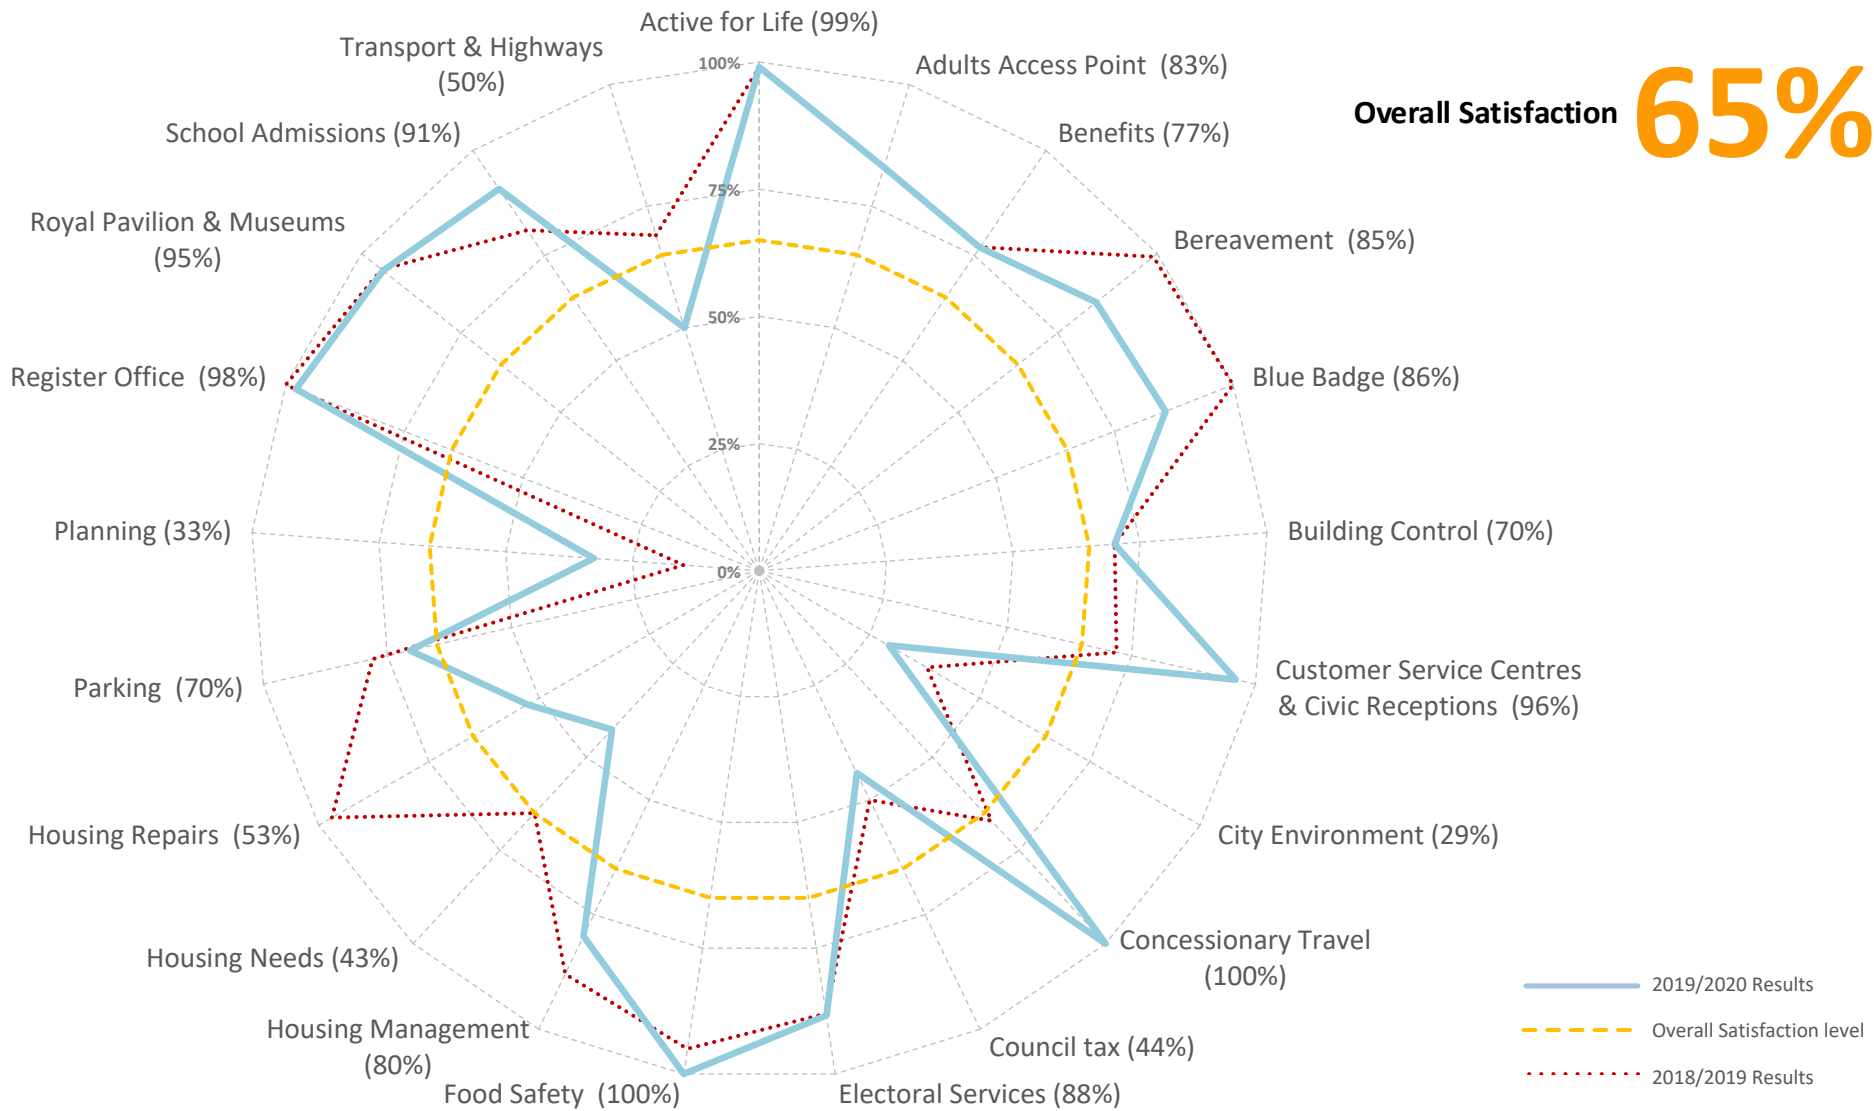 Active for Life (99%)
Transport & Highways
(50%)
Adults Access Point (83%)
Overall Satisfaction 65%
School Admissions (91%)
Benefits (77%)
Royal Pavilion & Museums
(95%)
Bereavement (85%)
Register Office (98%)
Blue Badge (86%)
Planning (33%)
Building Control (70%)
Parking (70%)
Customer Service Centres
& Civic Receptions (96%)
Housing Repairs (53%)
City Environment (29%)
Housing Needs (43%)
Concessionary Travel
(100%)
Housing Management
(80%)
Council tax (44%)
Food Safety (100%)
Electoral Services (88%)
100%
75%
50%
25%
0%
2019/2020 Results
Overall Satisfaction level
2018/2019 Results